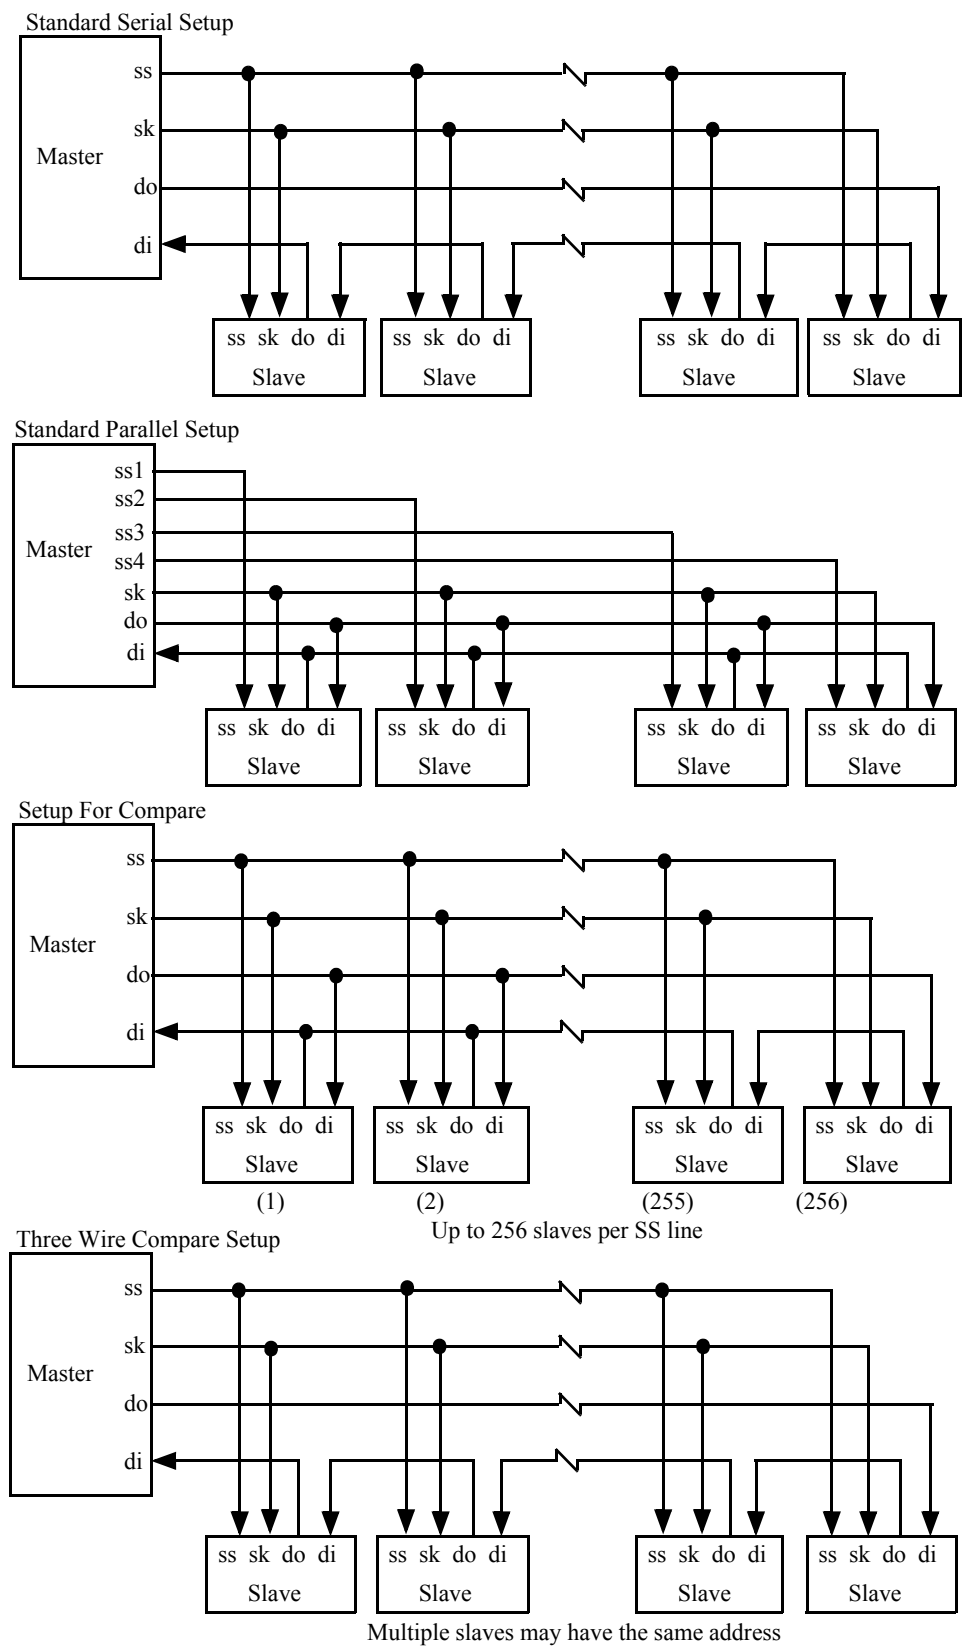 Standard Serial Setup
ss
sk
Master
do
di
ss sk do di
ss sk do di
ss sk do di
ss sk do di
Slave
Slave
Slave
Slave
Standard Parallel Setup
ss1
ss2
ss3
Master
ss4
sk
do
di
ss sk do di
ss sk do di
ss sk do di
ss sk do di
Slave
Slave
Slave
Slave
Setup For Compare
ss
sk
Master
do
di
ss sk do di
ss sk do di
ss sk do di
ss sk do di
Slave
Slave
Slave
Slave
(1)
(2)
(255)
(256)
Up to 256 slaves per SS line
Three Wire Compare Setup
ss
sk
Master
do
di
ss sk do di
ss sk do di
ss sk do di
ss sk do di
Slave
Slave
Slave
Slave
Multiple slaves may have the same address